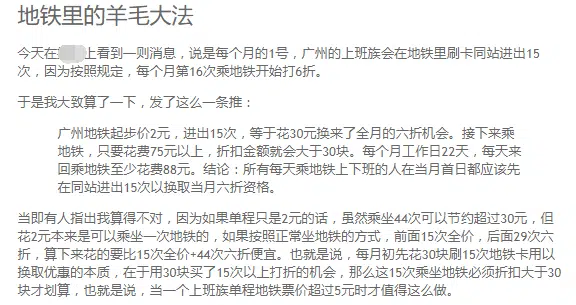 地铁里的羊毛大法
今天在 上看到一则消息，说是每个月的1号，广州的上班族会在地铁里刷卡同站进出15
次，因为按照规定，每个月第16次乘地铁开始打6折。
于是我大致算了一下，发了这么一条推：
广州地铁起步价2元，进出15次，等于花30元换来了全月的六折机会。接下来乘
地铁，只要花费75元以上，折扣金额就会大于30块。每个月工作日22天，每天来
回乘地铁至少花费88元。结论：所有每天乘地铁上下班的人在当月首日都应该先
在同站进出15次以换取当月六折资格。
当即有人指出我算得不对，因为如果单程只是2元的话，虽然乘坐44次可以节约超过30元，但
花2元本来是可以乘坐一次地铁的，如果按照正常坐地铁的方式，前面15次全价，后面29次六
折，算下来花的要比15次全价+44次六折便宜。也就是说，每月初先花30块刷15次地铁卡用以
换取优惠的本质，在于用30块买了15次以上打折的机会，那么这15次乘坐地铁必须折扣大于30
块才划算，也就是说，当一个上班族单程地铁票价超过5元时才值得这么做。